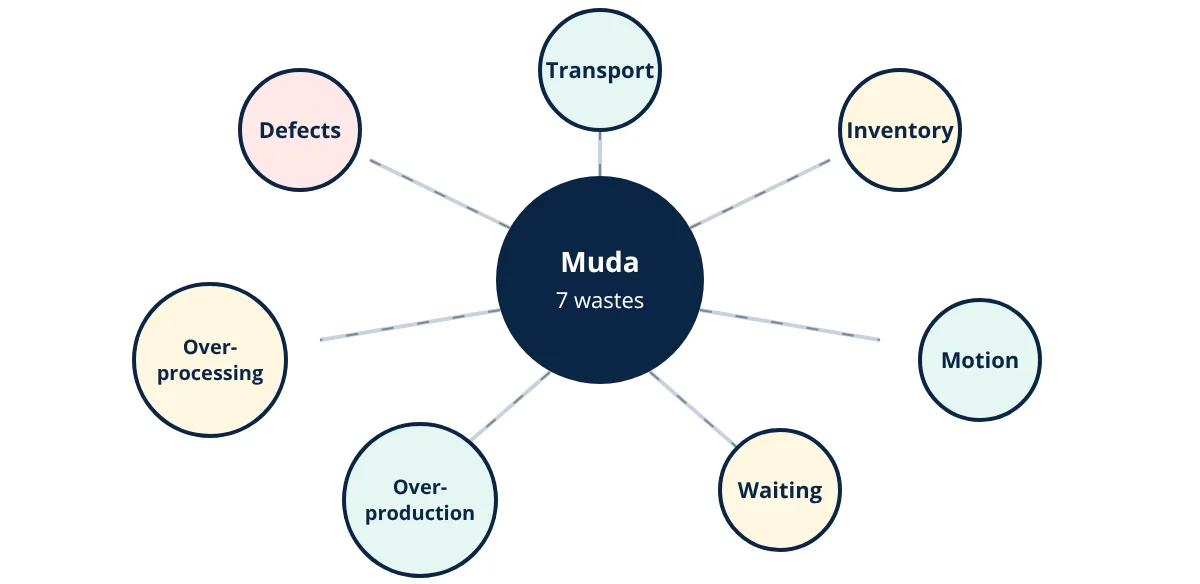 Transport
Defects
Inventory
Muda
7 wastes
Over-
processing
Motion
Over-
production
Waiting